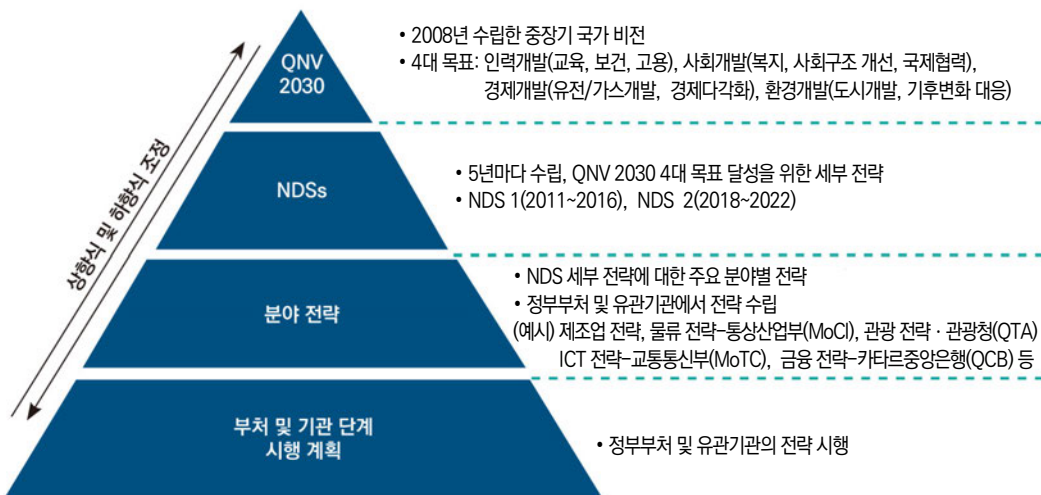 QNV
2030
• 2008년 수립한 중장기 국가 비전
• 4대 목표: 인력개발(교육, 보건, 고용), 사회개발(복지, 사회구조 개선, 국제협력),
경제개발(유전/가스개발, 경제다각화), 환경개발(도시개발, 기후변화 대응)
상향식 및 하향식 조정
NDSs
• 5년마다 수립, QNV 2030 4대 목표 달성을 위한 세부 전략
• NDS 1(2011~2016), NDS 2(2018~2022)
분야 전략
• NDS 세부 전략에 대한 주요 분야별 전략
• 정부부처 및 유관기관에서 전략 수립
(예시) 제조업 전략, 물류 전략-통상산업부(MoCI), 관광 전략 · 관광청(QTA)
ICT 전략-교통통신부(MoTC), 금융 전략-카타르중앙은행(QCB) 등
부처 및 기관 단계
시행 계획
• 정부부처 및 유관기관의 전략 시행